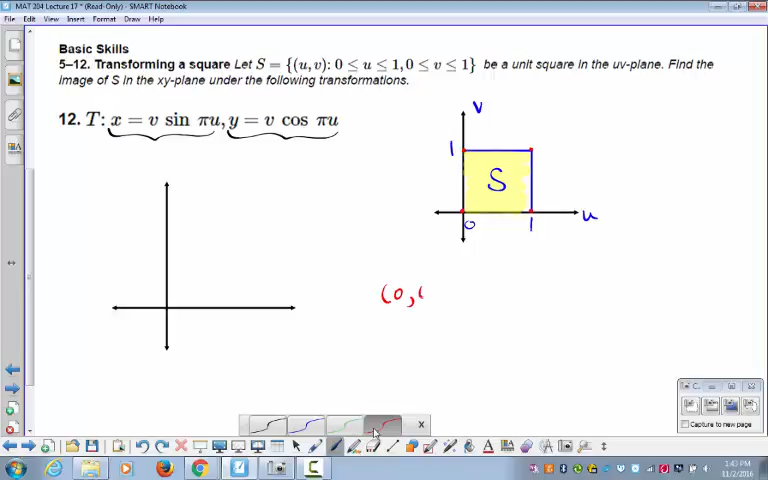 MAT 204 Lecture 17 * (Read-Only) - SMART Notebook
File Edit View Insert Format Draw Help
Basic Skills
5–12. Transforming a square Let S = {(u, v): 0 ≤ u ≤ 1, 0 ≤ v ≤ 1} be a unit square in the uv-plane. Find the
image of S in the xy-plane under the following transformations.
12. T: x = v sin πu, y = v cos πu
v
1
S
0
1
u
(0,
Capture to new page
1:43 PM
11/2/2016